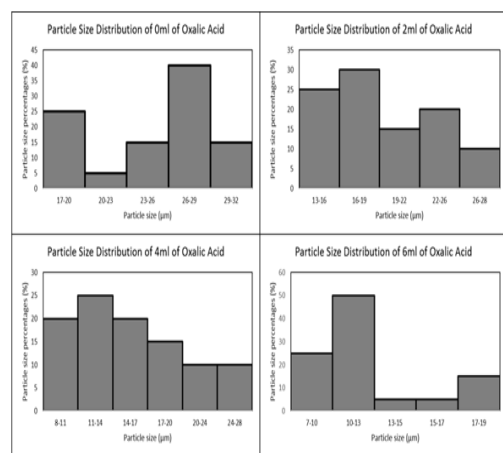 Particle Size Distribution of 0ml of Oxalic Acid
Particle size percentages (%)
45
40
35
30
25
20
15
10
5
0
17-20 20-23 23-26 26-29 29-32
Particle size (μm)
Particle Size Distribution of 2ml of Oxalic Acid
Particle size percentages (%)
35
30
25
20
15
10
5
0
13-16 16-19 19-22 22-26 26-28
Particle size (μm)
Particle Size Distribution of 4ml of Oxalic Acid
Particle size percentages (%)
30
25
20
15
10
5
0
8-11 11-14 14-17 17-20 20-24 24-28
Particle size (μm)
Particle Size Distribution of 6ml of Oxalic Acid
Particle size percentages (%)
60
50
40
30
20
10
0
7-10 10-13 13-15 15-17 17-19
Particle size (μm)